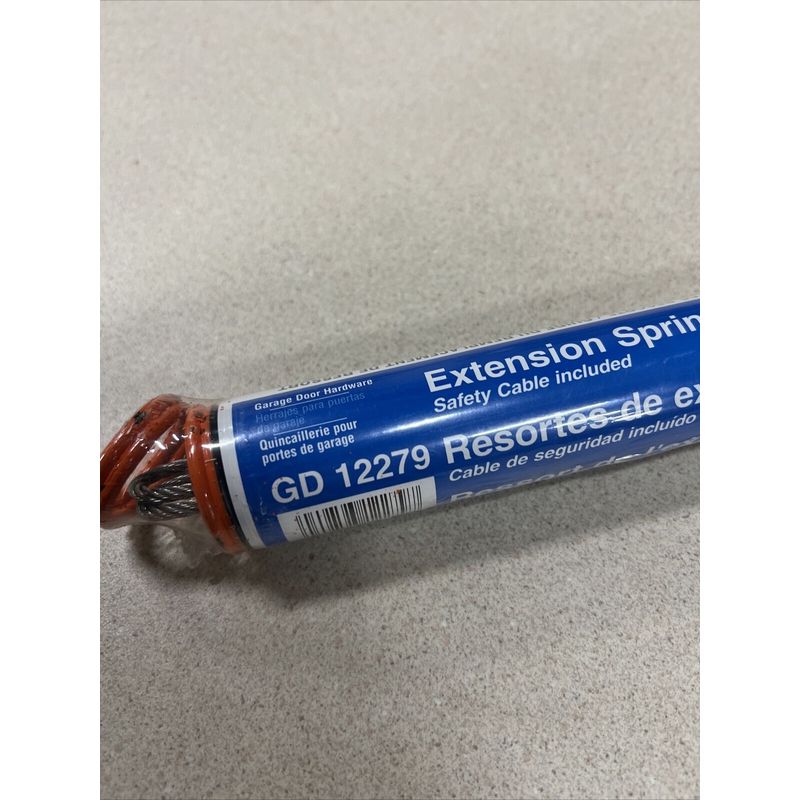 Garage Door Hardware
Herrajes para puertas
de garaje
Quincaillerie pour
portes de garage
GD 12279
Extension Sprin
Safety Cable included
Resortes de ex
Cable de seguridad incluido